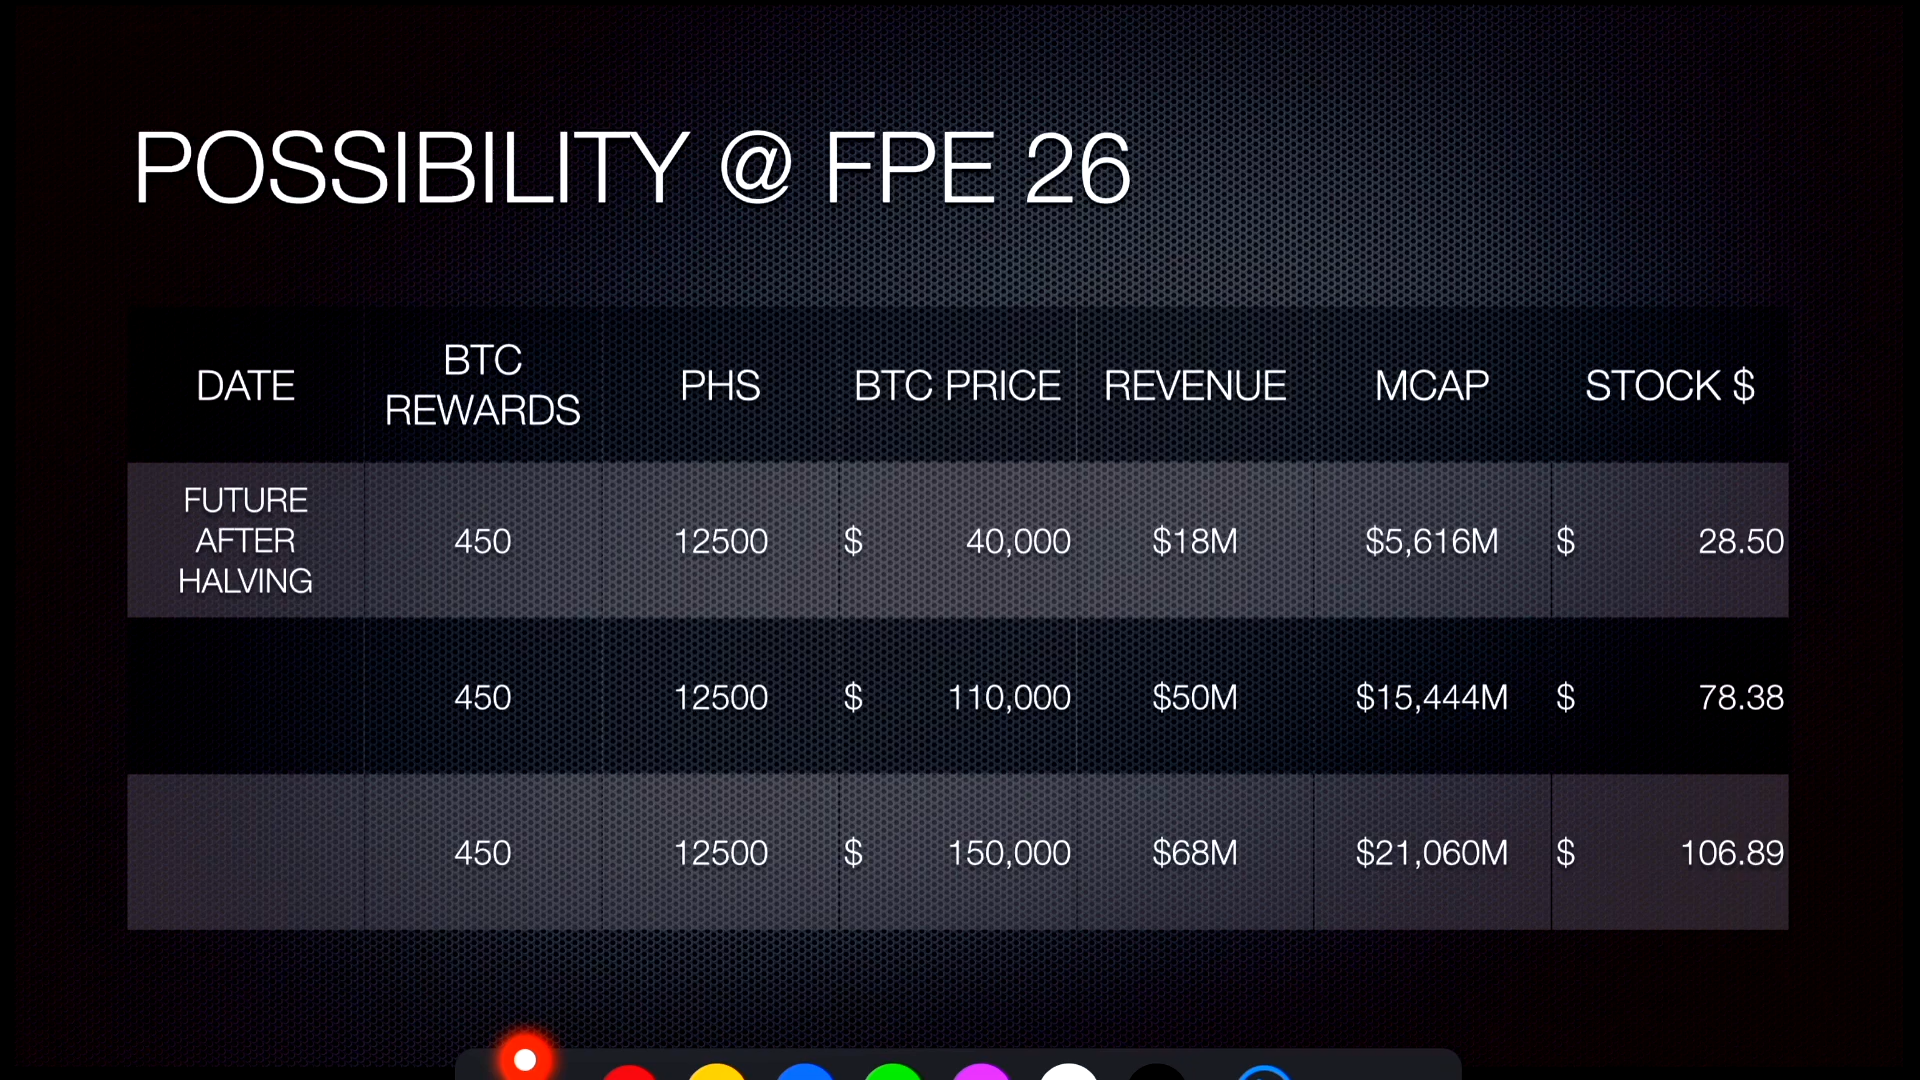 POSSIBILITY @ FPE 26
DATE BTC REWARDS PHS BTC PRICE REVENUE MCAP STOCK $
FUTURE AFTER HALVING 450 12500 $ 40,000 $18M $5,616M $ 28.50
450 12500 $ 110,000 $50M $15,444M $ 78.38
450 12500 $ 150,000 $68M $21,060M $ 106.89